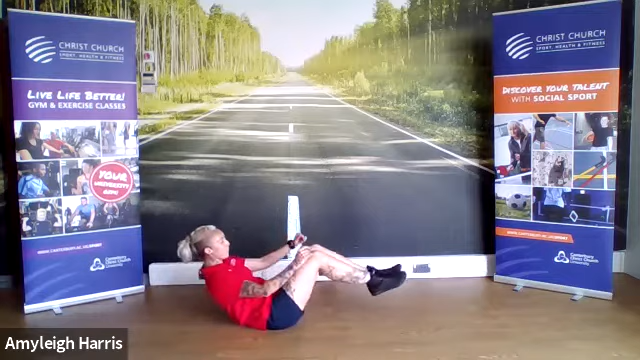 CHRIST CHURCH
SPORT, HEALTH & FITNESS
LIVE LIFE BETTER!
GYM & EXERCISE CLASSES
YOUR
UNIVERSITY
GYM
Canterbury
Christ Church
University
CHRIST CHURCH
SPORT, HEALTH & FITNESS
DISCOVER YOUR TALENT
WITH SOCIAL SPORT
Canterbury
Christ Church
University
Amyleigh Harris